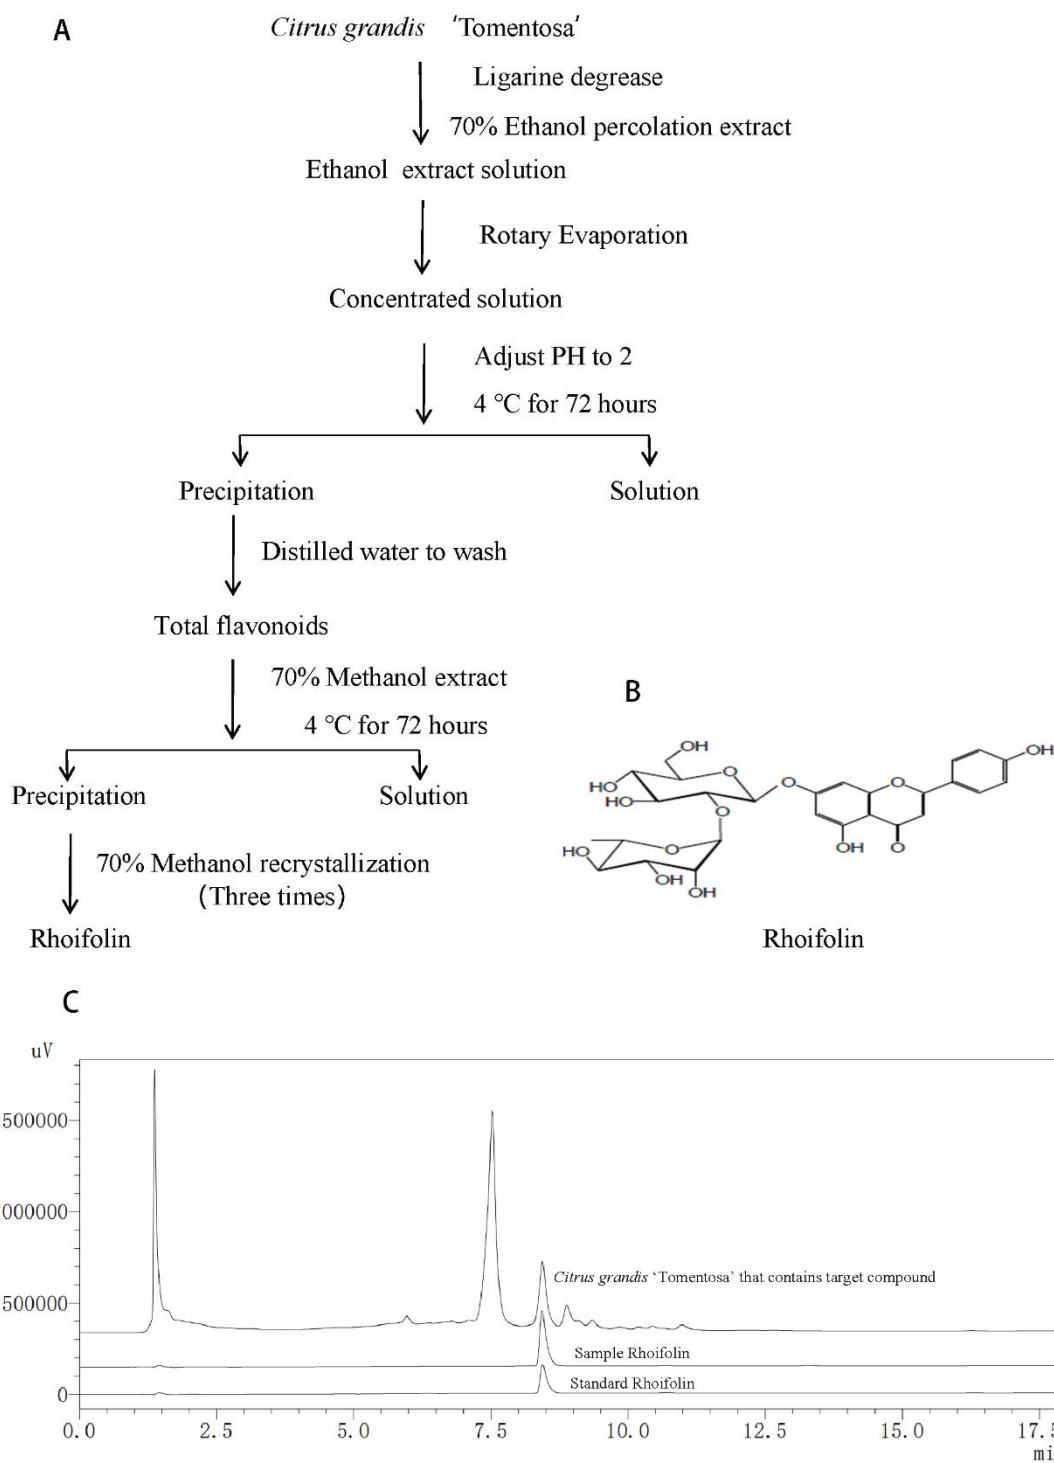 A
Citrus grandis 'Tomentosa'
Ligarine degrease
70% Ethanol percolation extract
Ethanol extract solution
Rotary Evaporation
Concentrated solution
Adjust PH to 2
4 °C for 72 hours
Precipitation Solution
Distilled water to wash
Total flavonoids
70% Methanol extract
4 °C for 72 hours
Precipitation Solution
70% Methanol recrystallization
(Three times)
Rhoifolin
B
OH
OH
O
O
O
HO
HO
O
OH
O
HO
O
OH
OH
Rhoifolin
C
uV
500000
000000
500000
0
Citrus grandis 'Tomentosa' that contains target compound
Sample Rhoifolin
Standard Rhoifolin
0.0 2.5 5.0 7.5 10.0 12.5 15.0 17.5
mi